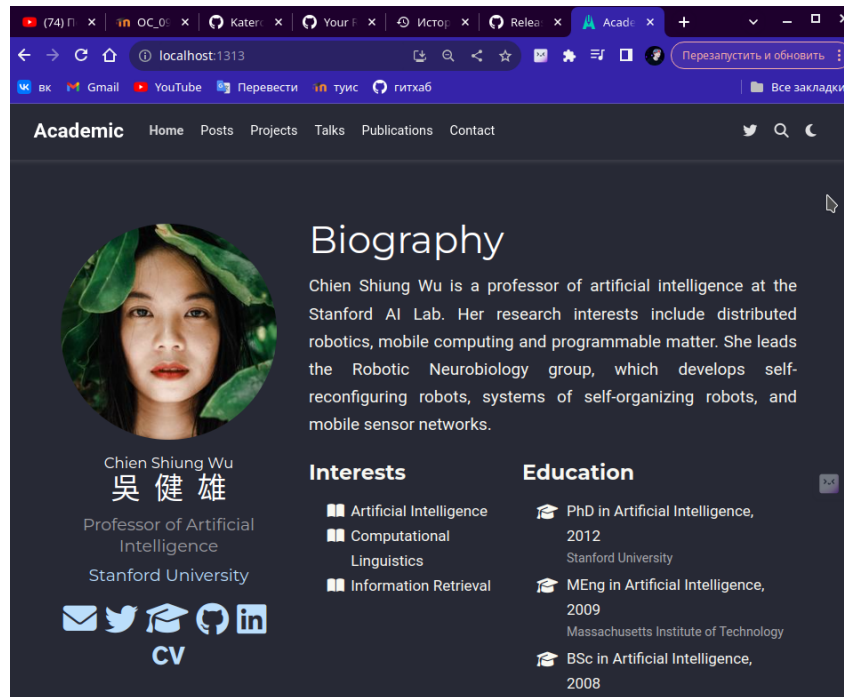 (74) П
OC_09
Katerc
Your F
Истор
Releas
Acade
localhost:1313
Перезапустить и обновить
вк
Gmail
YouTube
Перевести
туис
гитхаб
Все закладки
Academic
Home
Posts
Projects
Talks
Publications
Contact
Biography
Chien Shiung Wu is a professor of artificial intelligence at the
Stanford AI Lab. Her research interests include distributed
robotics, mobile computing and programmable matter. She leads
the Robotic Neurobiology group, which develops self-
reconfiguring robots, systems of self-organizing robots, and
mobile sensor networks.
Chien Shiung Wu
吳健雄
Professor of Artificial
Intelligence
Stanford University
CV
Interests
Artificial Intelligence
Computational
Linguistics
Information Retrieval
Education
PhD in Artificial Intelligence,
2012
Stanford University
MEng in Artificial Intelligence,
2009
Massachusetts Institute of Technology
BSc in Artificial Intelligence,
2008